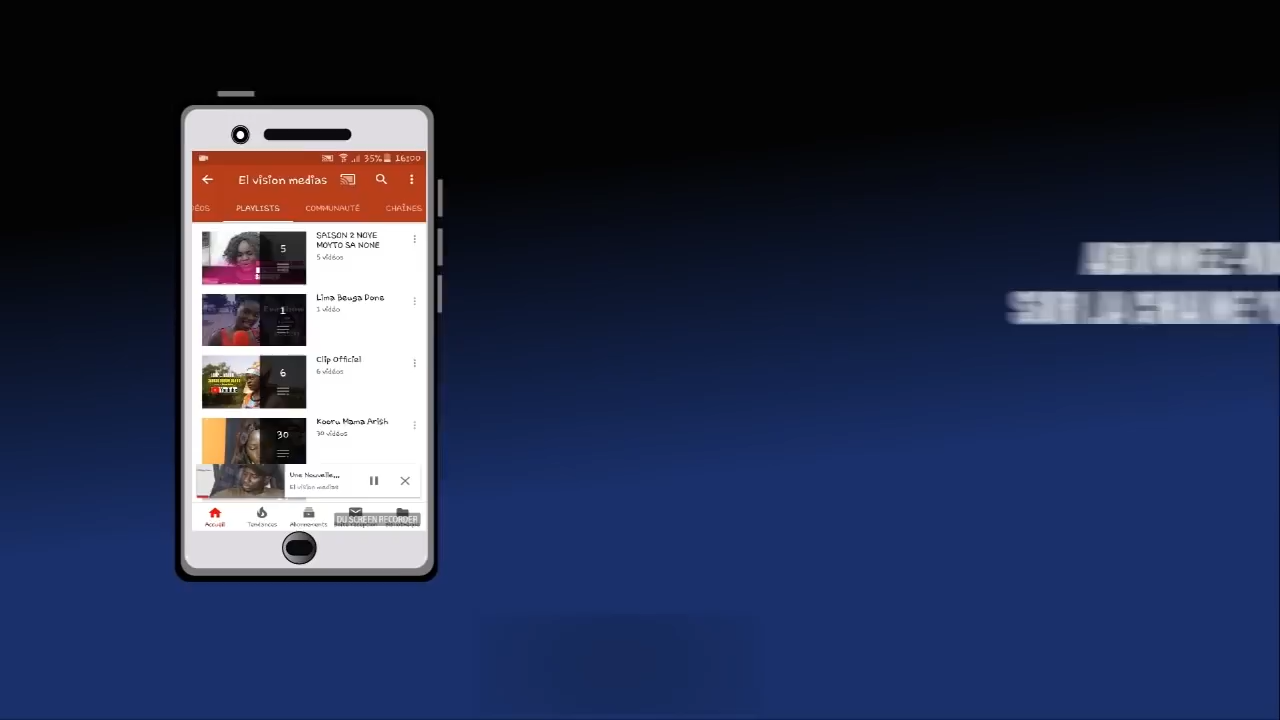 35% 16:00
El vision medias
PLAYLISTS COMMUNAUTÉ CHAÎNES
SAISON 2 NOYE
MOYTO SA NONE
5 vidéos
5
Lima Beuga Done
1 vidéo
1
Clip Officiel
6 vidéos
6
Kooru Mama Arish
30 vidéos
30
Une Nouvelle...
El vision medias
Accueil Tendances Abonnements
DU SCREEN RECORDER